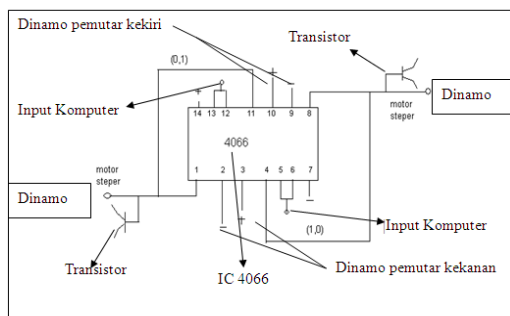 Dinamo pemutar kekiri
Transistor
(0,1)
Input Komputer
+
−
+
14 13 12 11 10 9 8
motor
steper
Dinamo
4066
motor
steper
1 2 3 4 5 6 7
Dinamo
−
+
−
(1,0)
Input Komputer
Transistor
Dinamo pemutar kekanan
IC 4066